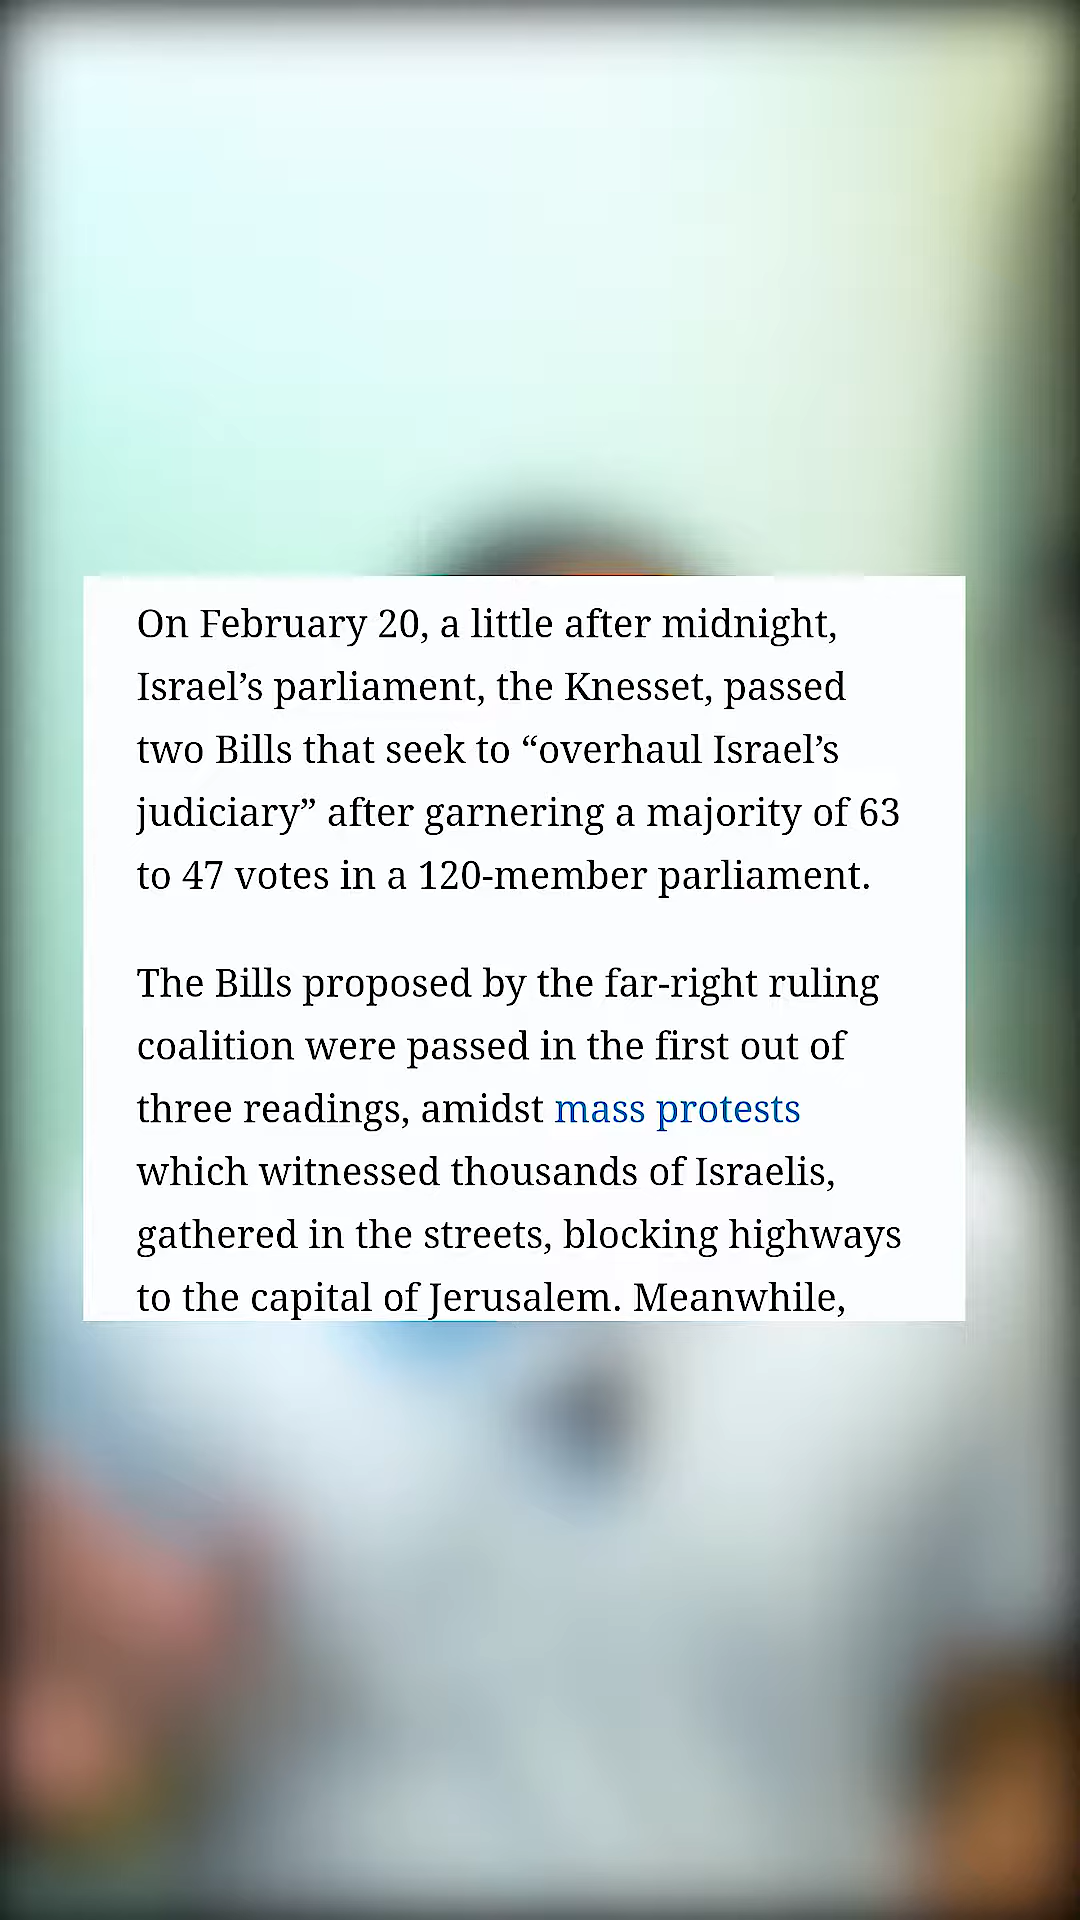 On February 20, a little after midnight,
Israel’s parliament, the Knesset, passed
two Bills that seek to “overhaul Israel’s
judiciary” after garnering a majority of 63
to 47 votes in a 120-member parliament.
The Bills proposed by the far-right ruling
coalition were passed in the first out of
three readings, amidst mass protests
which witnessed thousands of Israelis,
gathered in the streets, blocking highways
to the capital of Jerusalem. Meanwhile,